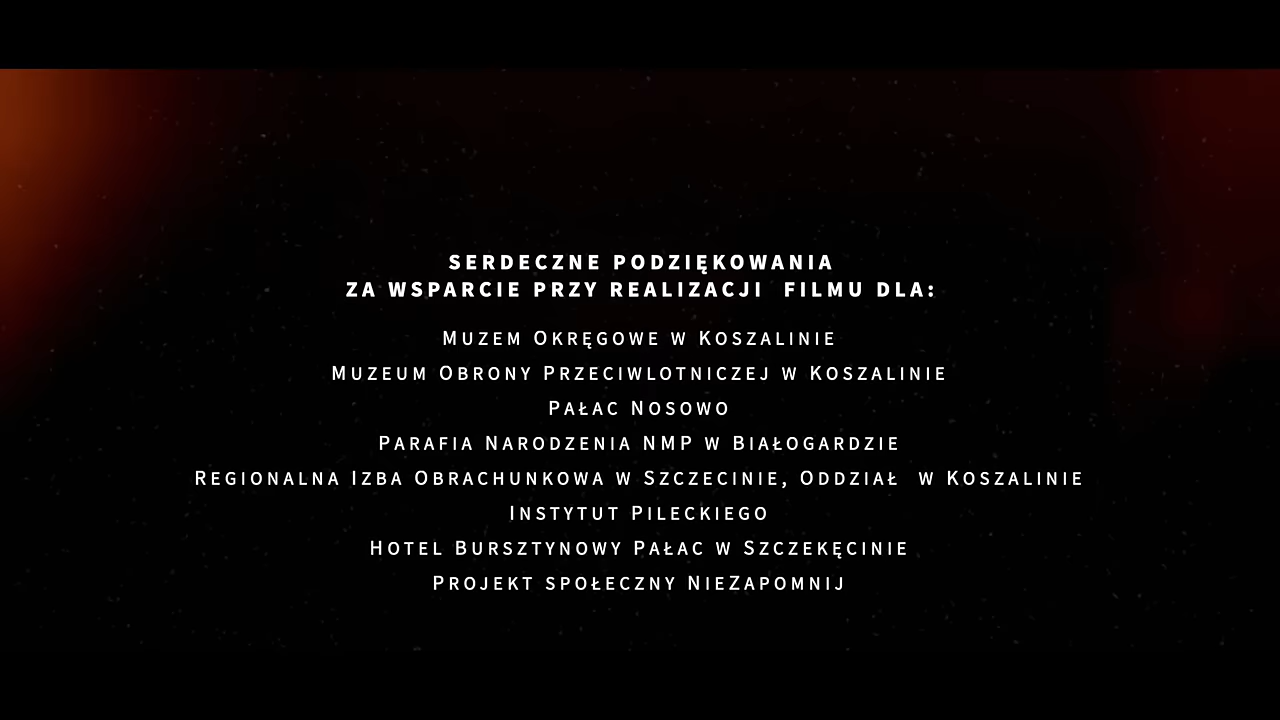 SERDECZNE PODZIĘKOWANIA
ZA WSPARCIE PRZY REALIZACJI FILMU DLA:
MUZEM OKRĘGOWE W KOSZALINIE
MUZEUM OBRONY PRZECIWLOTNICZEJ W KOSZALINIE
PAŁAC NOSOWO
PARAFIA NARODZENIA NMP W BIAŁOGARDZIE
REGIONALNA IZBA OBRACHUNKOWA W SZCZECINIE, ODDZIAŁ W KOSZALINIE
INSTYTUT PILECKIEGO
HOTEL BURSZTYNOWY PAŁAC W SZCZEKĘCINIE
PROJEKT SPOŁECZNY NIEZAPOMNIJ